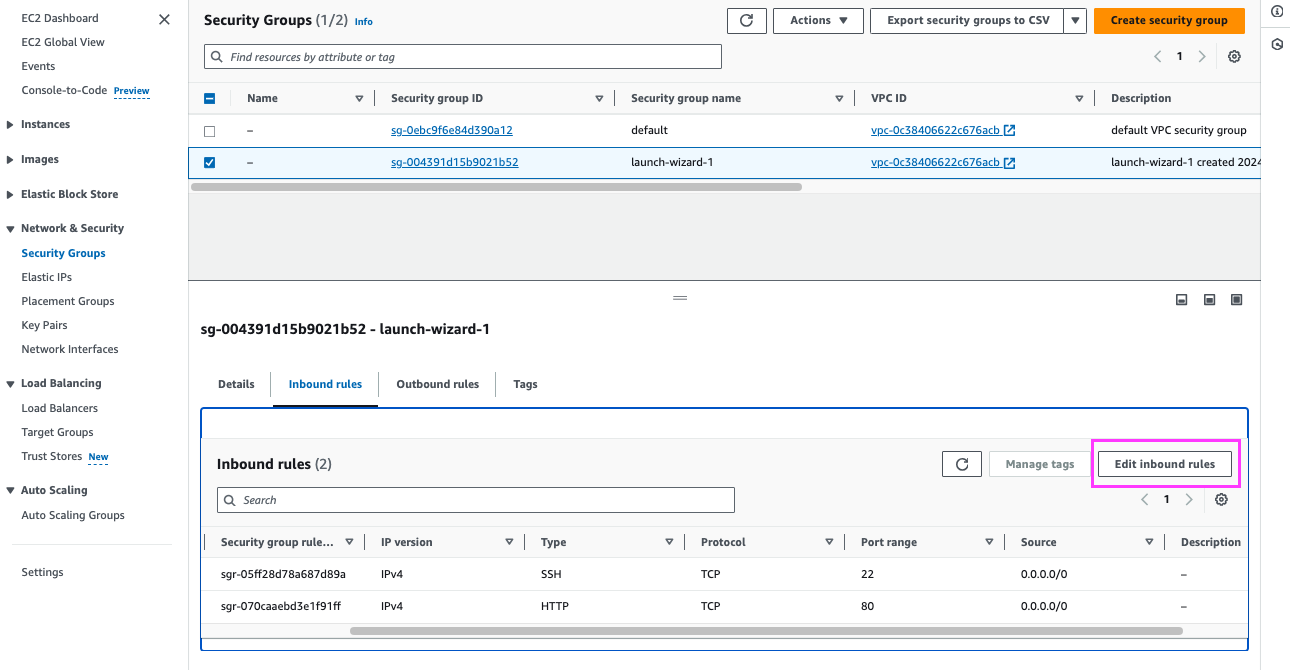 EC2 Dashboard
EC2 Global View
Events
Console-to-Code Preview
Instances
Images
Elastic Block Store
Network & Security
Security Groups
Elastic IPs
Placement Groups
Key Pairs
Network Interfaces
Load Balancing
Load Balancers
Target Groups
Trust Stores New
Auto Scaling
Auto Scaling Groups
Settings
Security Groups (1/2) Info
Actions
Export security groups to CSV
Create security group
Find resources by attribute or tag
1
Name Security group ID Security group name VPC ID Description
– sg-0ebc9f6e84d390a12 default vpc-0c38406622c676acb default VPC security group
– sg-004391d15b9021b52 launch-wizard-1 vpc-0c38406622c676acb launch-wizard-1 created 2024
sg-004391d15b9021b52 - launch-wizard-1
Details Inbound rules Outbound rules Tags
Inbound rules (2)
Manage tags
Edit inbound rules
Search
1
Security group rule... IP version Type Protocol Port range Source Description
sgr-05ff28d78a687d89a IPv4 SSH TCP 22 0.0.0.0/0 –
sgr-070caaebd3e1f91ff IPv4 HTTP TCP 80 0.0.0.0/0 –